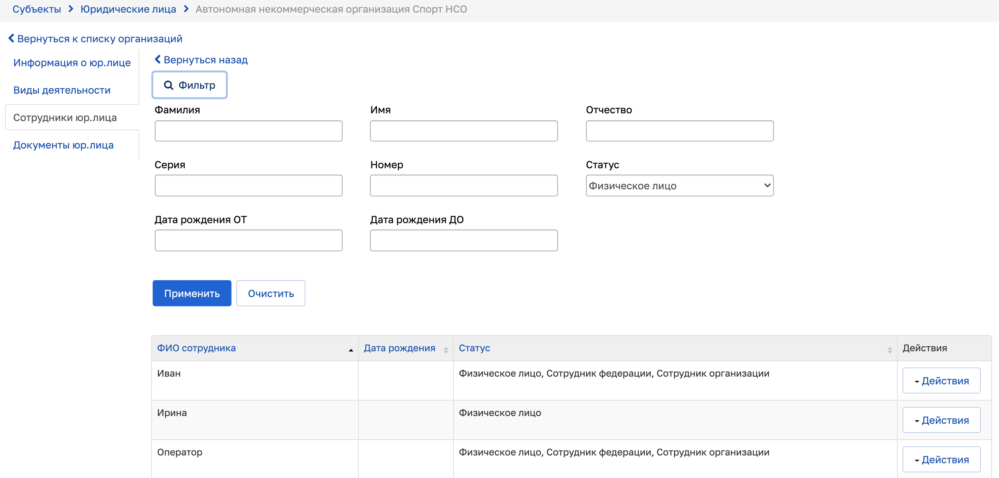 Субъекты > Юридические лица > Автономная некоммерческая организация Спорт НСО
Вернуться к списку организаций
Информация о юр.лице
Виды деятельности
Сотрудники юр.лица
Документы юр.лица
Вернуться назад
Фильтр
Фамилия Имя Отчество
Серия Номер Статус
Физическое лицо
Дата рождения ОТ Дата рождения ДО
Применить Очистить
ФИО сотрудника Дата рождения Статус Действия
Иван Физическое лицо, Сотрудник федерации, Сотрудник организации Действия
Ирина Физическое лицо Действия
Оператор Физическое лицо, Сотрудник федерации, Сотрудник организации Действия